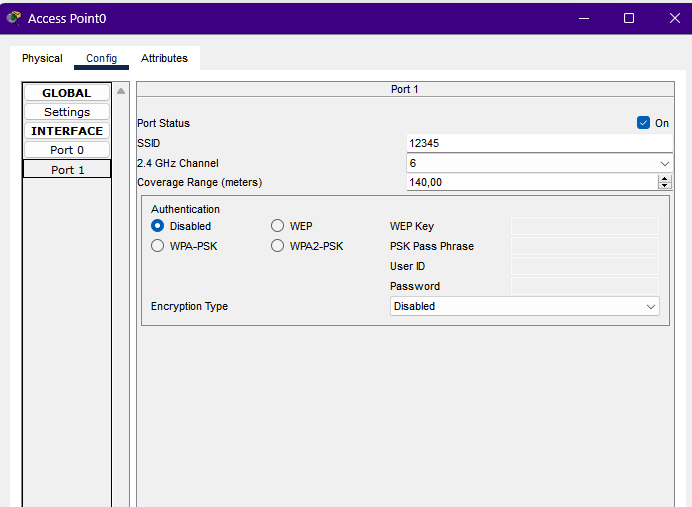 Access Point0
Physical Config Attributes
GLOBAL
Settings
INTERFACE
Port 0
Port 1
Port 1
Port Status On
SSID 12345
2.4 GHz Channel 6
Coverage Range (meters) 140,00
Authentication
Disabled WEP WEP Key
WPA-PSK WPA2-PSK PSK Pass Phrase
User ID
Password
Encryption Type Disabled